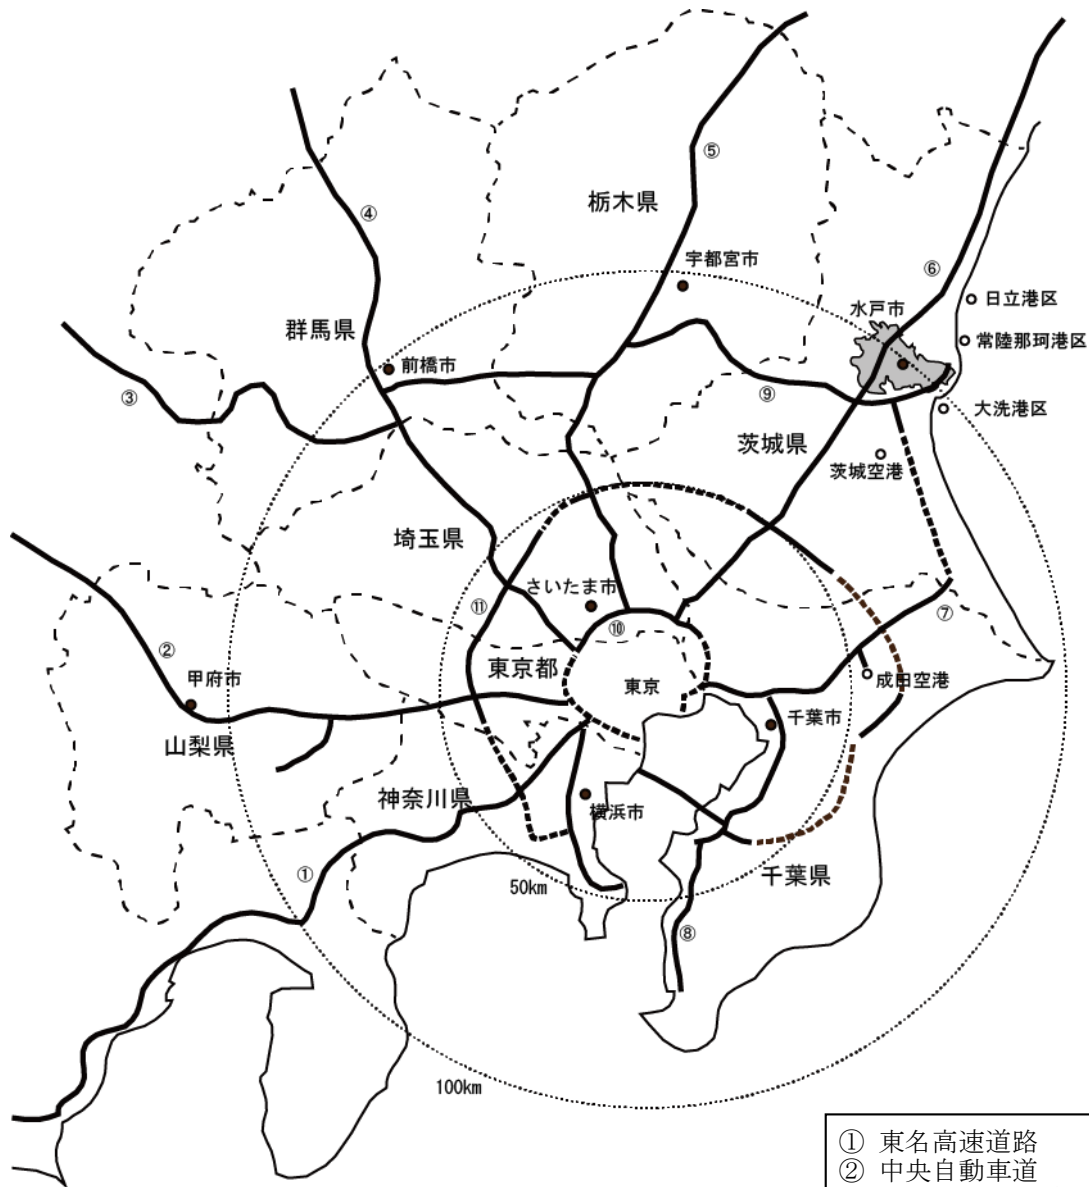 ⑤
栃木県
④
宇都宮市
⑥
水戸市
日立港区
群馬県
常陸那珂港区
前橋市
③
⑨
大洗港区
茨城県
茨城空港
埼玉県
さいたま市
⑪
⑩
⑦
②
東京都
甲府市
東京
成田空港
千葉市
山梨県
神奈川県
横浜市
①
千葉県
50km
⑧
100km
① 東名高速道路
② 中央自動車道